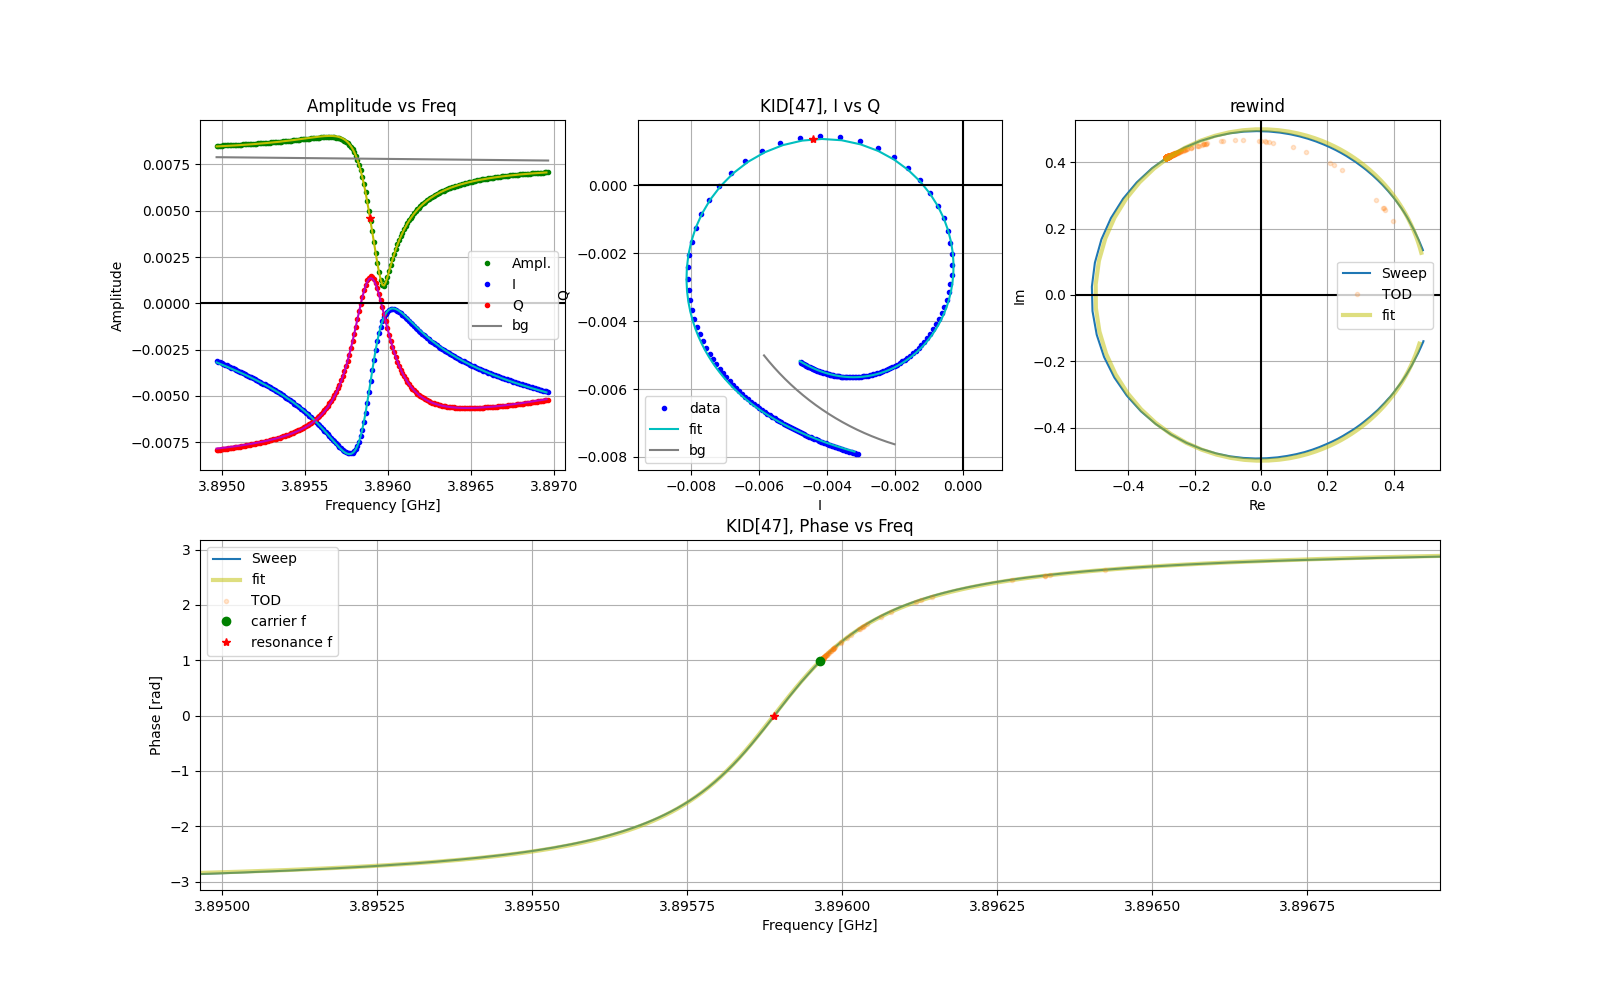 Amplitude vs Freq
Amplitude
0.0075
0.0050
0.0025
0.0000
−0.0025
−0.0050
−0.0075
Ampl.
I
Q
bg
3.8950 3.8955 3.8960 3.8965 3.8970
Frequency [GHz]
KID[47], I vs Q
Q
0.000
−0.002
−0.004
−0.006
−0.008
data
fit
bg
−0.008 −0.006 −0.004 −0.002 0.000
I
rewind
Im
0.4
0.2
0.0
−0.2
−0.4
Sweep
TOD
fit
−0.4 −0.2 0.0 0.2 0.4
Re
KID[47], Phase vs Freq
Phase [rad]
3
2
1
0
−1
−2
−3
Sweep
fit
TOD
carrier f
resonance f
3.89500 3.89525 3.89550 3.89575 3.89600 3.89625 3.89650 3.89675
Frequency [GHz]